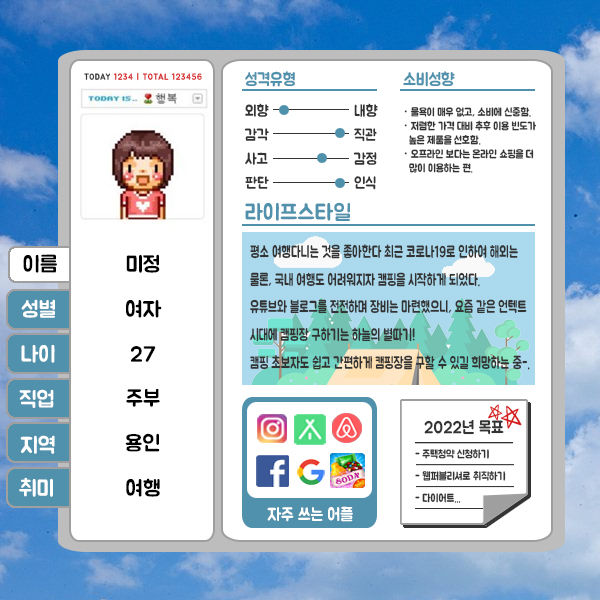 TODAY 1234 | TOTAL 123456
TODAY IS... 행복
이름 미정
성별 여자
나이 27
직업 주부
지역 용인
취미 여행
성격유형
외향 내향
감각 직관
사고 감정
판단 인식
소비성향
· 물욕이 매우 없고, 소비에 신중함.
· 저렴한 가격 대비 추후 이용 빈도가
높은 제품을 선호함.
· 오프라인 보다는 온라인 쇼핑을 더
많이 이용하는 편.
라이프스타일
평소 여행다니는 것을 좋아한다 최근 코로나19로 인하여 해외는
물론, 국내 여행도 어려워지자 캠핑을 시작하게 되었다.
유튜브와 블로그를 전전하며 장비는 마련했으니, 요즘 같은 언텍트
시대에 캠핑장 구하기는 하늘의 별따기!
캠핑 초보자도 쉽고 간편하게 캠핑장을 구할 수 있길 희망하는 중-.
SODA
자주 쓰는 어플
2022년 목표
- 주택청약 신청하기
- 웹퍼블리셔로 취직하기
- 다이어트...